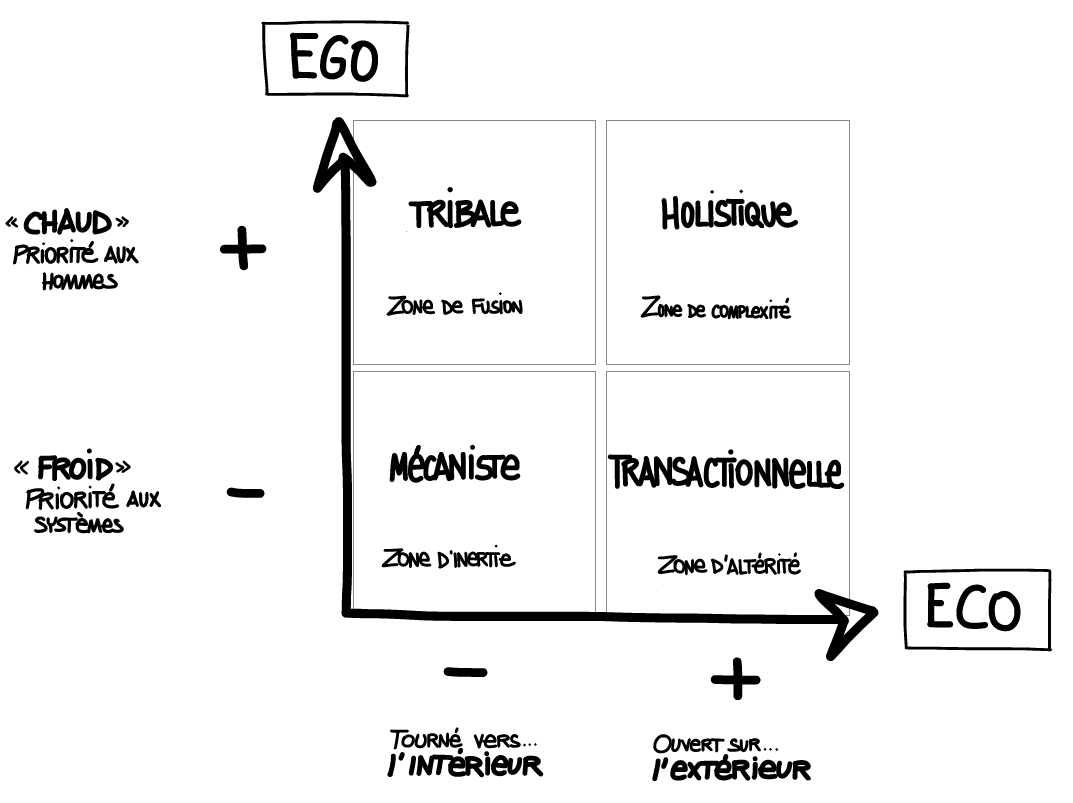 EGO
« CHAUD »
PRIORITÉ AUX
HOMMES
+
TRIBALE
HOLISTIQUE
ZONE DE FUSION
ZONE DE COMPLEXITÉ
« FROID »
PRIORITÉ AUX
SYSTÈMES
-
MÉCANISTE
TRANSACTIONNELLE
ZONE D'INERTIE
ZONE D'ALTÉRITÉ
ECO
-
+
TOURNÉ VERS...
L'INTÉRIEUR
OUVERT SUR...
L'EXTÉRIEUR